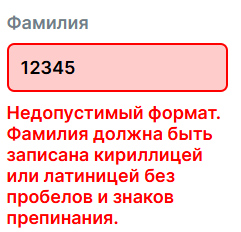 Фамилия
12345
Недопустимый формат.
Фамилия должна быть
записана кириллицей
или латиницей без
пробелов и знаков
препинания.